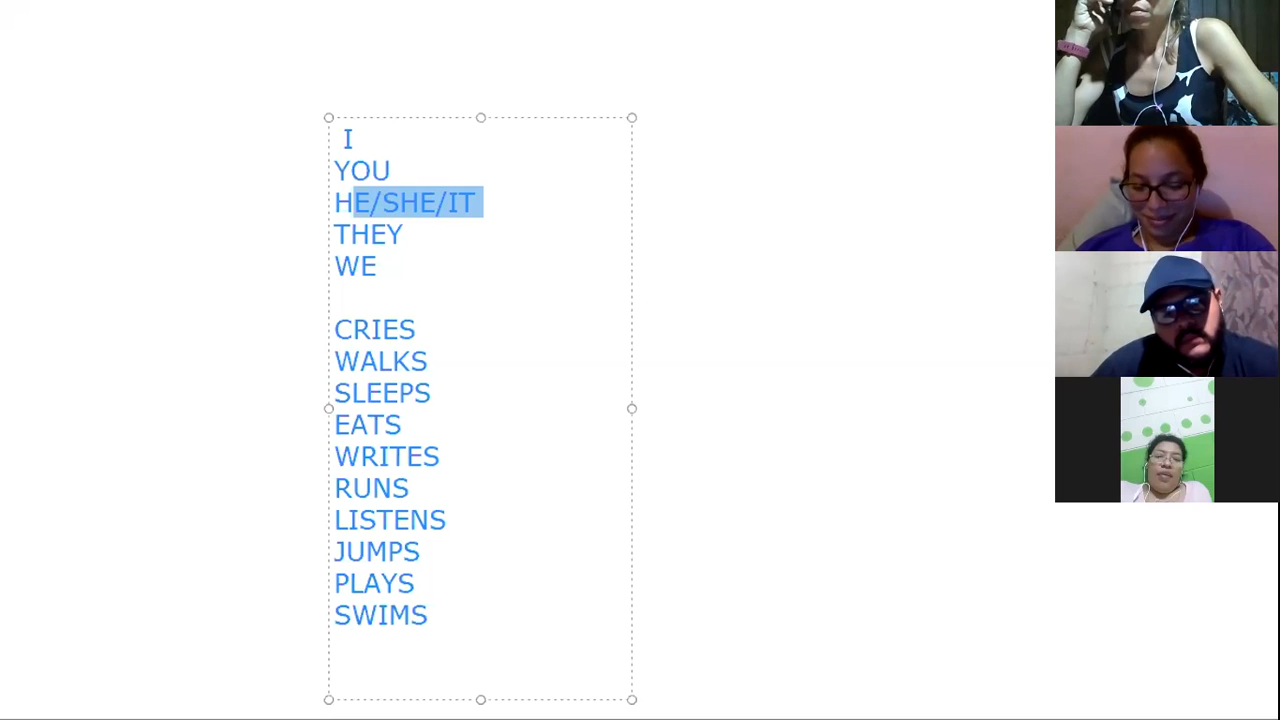 I
YOU
HE/SHE/IT
THEY
WE
CRIES
WALKS
SLEEPS
EATS
WRITES
RUNS
LISTENS
JUMPS
PLAYS
SWIMS